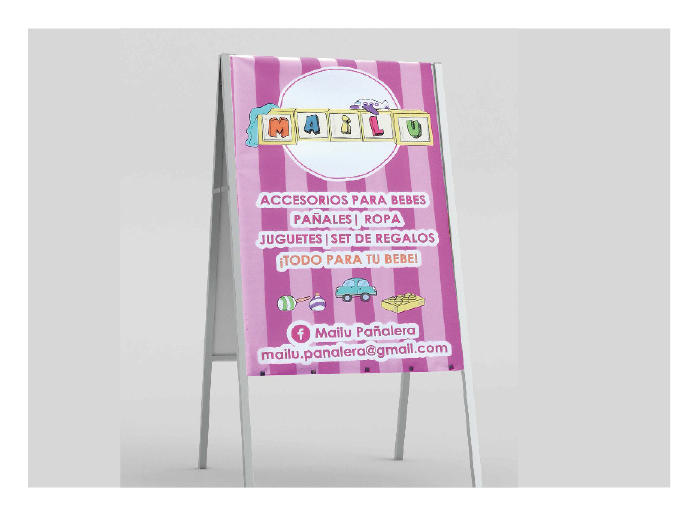 MAiLU
ACCESORIOS PARA BEBES
PAÑALES| ROPA
JUGUETES|SET DE REGALOS
¡TODO PARA TU BEBE!
f Mailu Pañalera
mailu.panalera@gmail.com